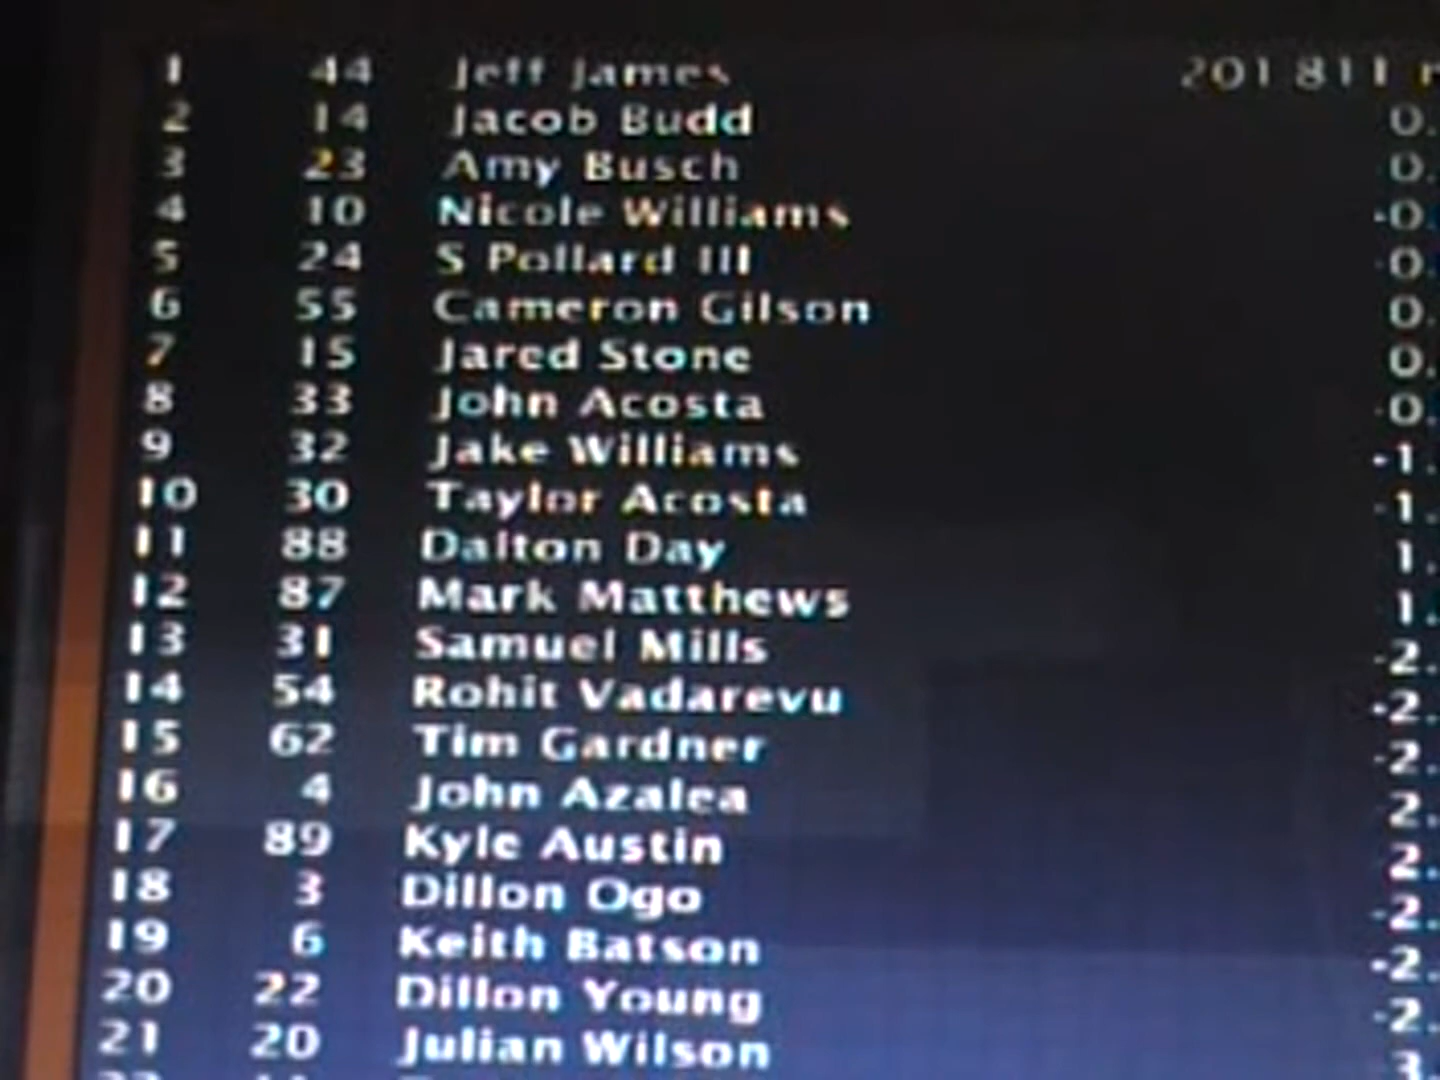 1 44 Jeff James 201.811
2 14 Jacob Budd 0.
3 23 Amy Busch 0.
4 10 Nicole Williams -0.
5 24 S Pollard III -0.
6 55 Cameron Gilson 0.
7 15 Jared Stone 0.
8 33 John Acosta -0.
9 32 Jake Williams -1.
10 30 Taylor Acosta -1.
11 88 Dalton Day 1.
12 87 Mark Matthews 1.
13 31 Samuel Mills -2.
14 54 Rohit Vadarevu -2.
15 62 Tim Gardner -2.
16 4 John Azalea 2.
17 89 Kyle Austin 2.
18 3 Dillon Ogo -2.
19 6 Keith Batson -2.
20 22 Dillon Young -2.
21 20 Julian Wilson 3.